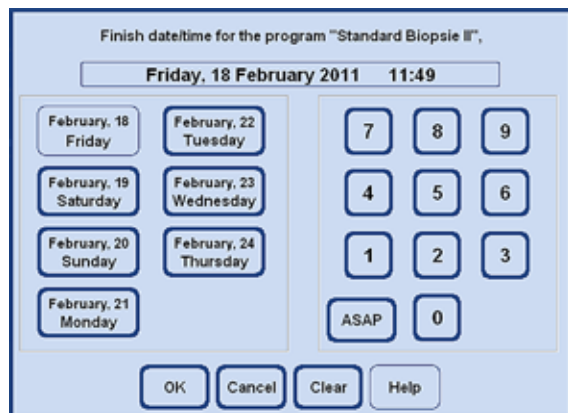 Finish date/time for the program "Standard Biopsie II",
Friday, 18 February 2011 11:49
February, 18
Friday
February, 22
Tuesday
February, 19
Saturday
February, 23
Wednesday
February, 20
Sunday
February, 24
Thursday
February, 21
Monday
7 8 9
4 5 6
1 2 3
ASAP 0
OK Cancel Clear Help